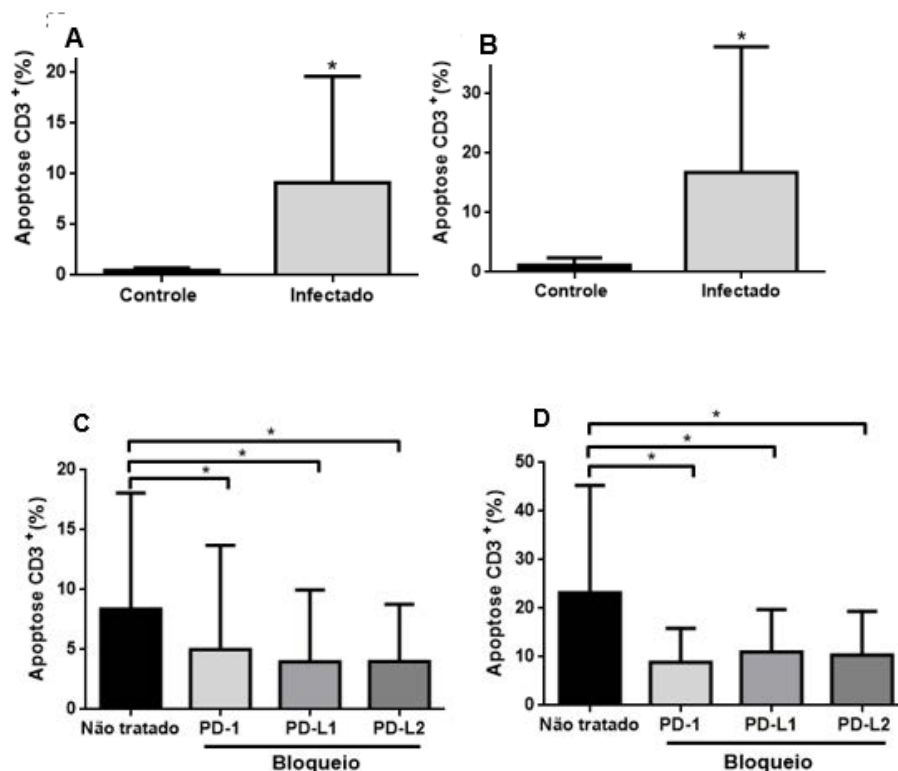 A
Apoptose CD3 +(%)
20
15
10
5
0
*
Controle
Infectado
B
Apoptose CD3 +(%)
30
20
10
0
*
Controle
Infectado
C
Apoptose CD3 +(%)
20
15
10
5
0
*
*
*
Não tratado
PD-1
PD-L1
PD-L2
Bloqueio
D
Apoptose CD3 +(%)
50
40
30
20
10
0
*
*
*
Não tratado
PD-1
PD-L1
PD-L2
Bloqueio